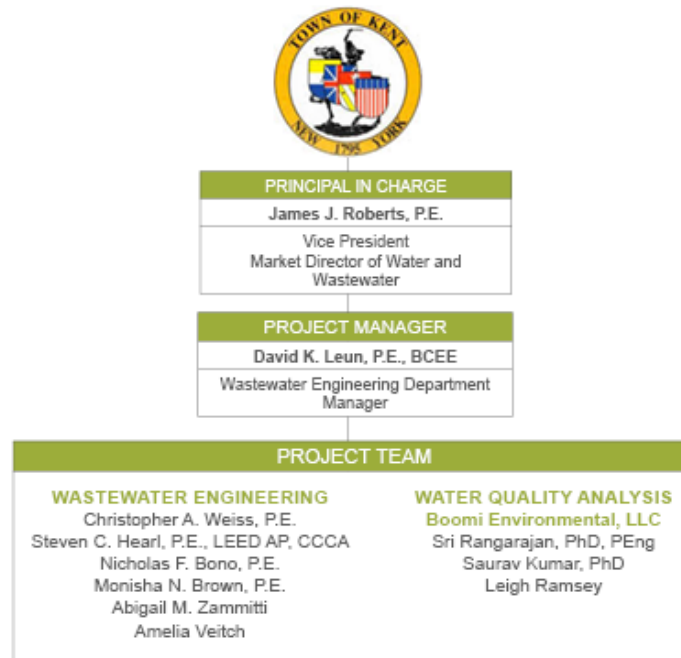 TOWN OF KENT
NEW 1795 YORK
PRINCIPAL IN CHARGE
James J. Roberts, P.E.
Vice President
Market Director of Water and
Wastewater
PROJECT MANAGER
David K. Leun, P.E., BCEE
Wastewater Engineering Department
Manager
PROJECT TEAM
WASTEWATER ENGINEERING
Christopher A. Weiss, P.E.
Steven C. Hearl, P.E., LEED AP, CCCA
Nicholas F. Bono, P.E.
Monisha N. Brown, P.E.
Abigail M. Zammitti
Amelia Veitch
WATER QUALITY ANALYSIS
Boomi Environmental, LLC
Sri Rangarajan, PhD, PEng
Saurav Kumar, PhD
Leigh Ramsey